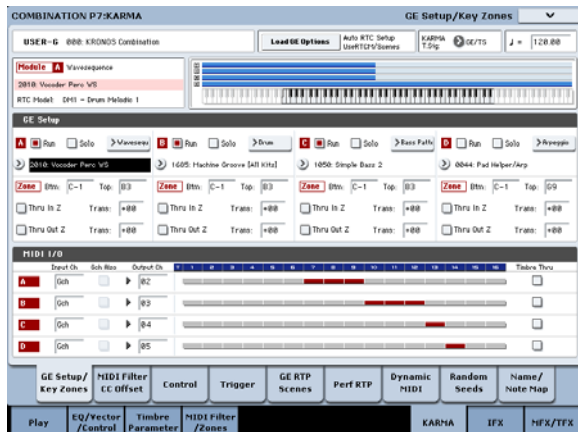 COMBINATION P7:KARMA GE Setup/Key Zones
USER-G 000: KRONOS Combination Load GE Options Auto RTC Setup KARMA GE/TS ♩ = 120.00
UseRTCM/Scenes T.Sig
Module A Wavesequence
2010: Vocoder Perc WS
RTC Model: DM1 - Drum Melodic 1
GE Setup
A Run Solo Wavesequ B Run Solo Drum C Run Solo Bass Path D Run Solo Arpeggio
2010: Vocoder Perc WS 1605: Machine Groove [All Kits] 1050: Simple Bass 2 0044: Pad Helper/Arp
Zone Btm: C-1 Top: B3 Zone Btm: C-1 Top: B3 Zone Btm: C-1 Top: B3 Zone Btm: C-1 Top: G9
Thru In Z Trans: +00 Thru In Z Trans: +00 Thru In Z Trans: +00 Thru In Z Trans: +00
Thru Out Z Trans: +00 Thru Out Z Trans: +00 Thru Out Z Trans: +00 Thru Out Z Trans: +00
MIDI I/O
Input Ch Output Ch T 1 2 3 4 5 6 7 8 9 10 11 12 13 14 15 16 Timbre Thru
A Gch 02
B Gch 03
C Gch 04
D Gch 05
GE Setup/ Key Zones MIDI Filter CC Offset Control Trigger GE RTP Scenes Perf RTP Dynamic MIDI Random Seeds Name/ Note Map
Play EQ/Vector /Control Timbre Parameter MIDI Filter /Zones KARMA IFX MFX/TFX